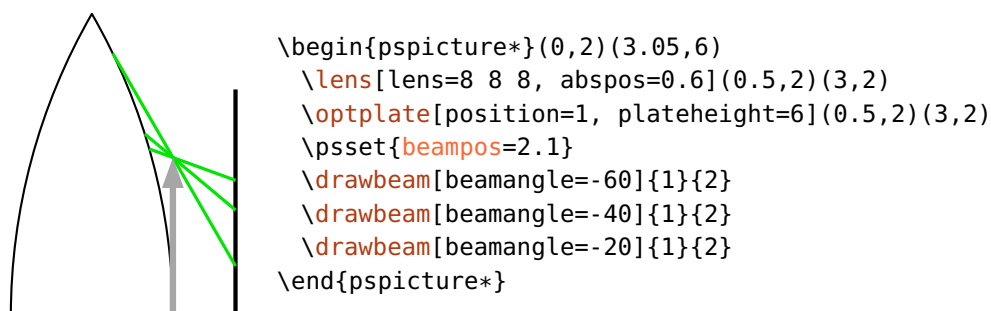 \begin{pspicture*}(0,2)(3.05,6)
\lens[lens=8 8 8, abspos=0.6](0.5,2)(3,2)
\optplate[position=1, plateheight=6](0.5,2)(3,2)
\psset{beampos=2.1}
\drawbeam[beamangle=-60]{1}{2}
\drawbeam[beamangle=-40]{1}{2}
\drawbeam[beamangle=-20]{1}{2}
\end{pspicture*}